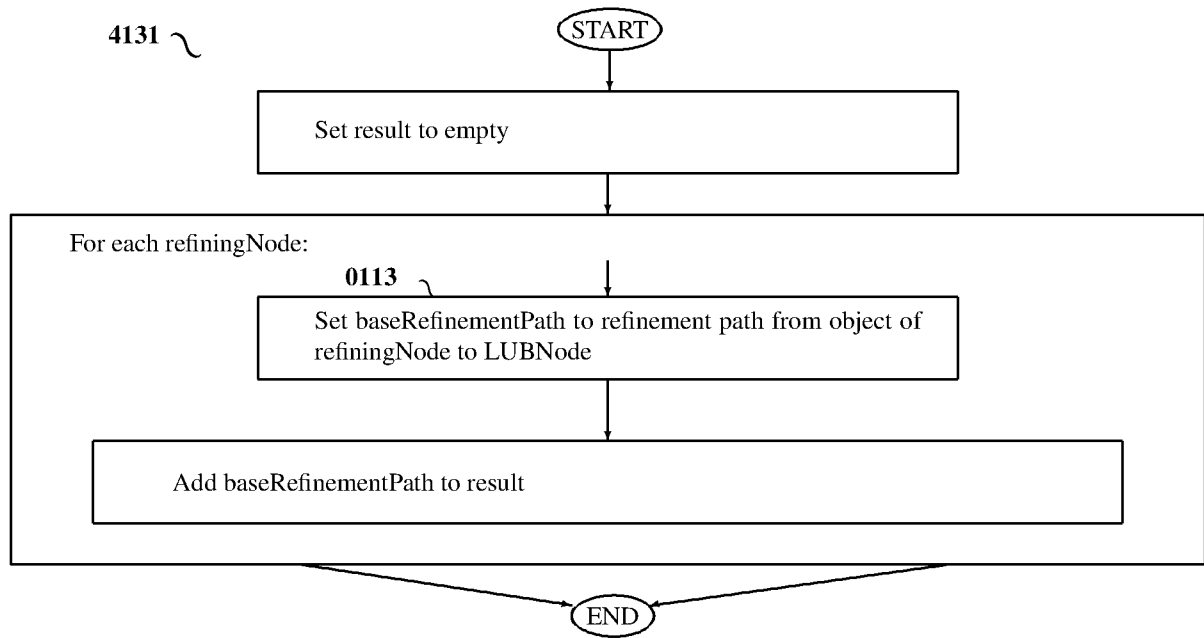 4131
START
Set result to empty
For each refiningNode:
0113
Set baseRefinementPath to refinement path from object of
refiningNode to LUBNode
Add baseRefinementPath to result
END